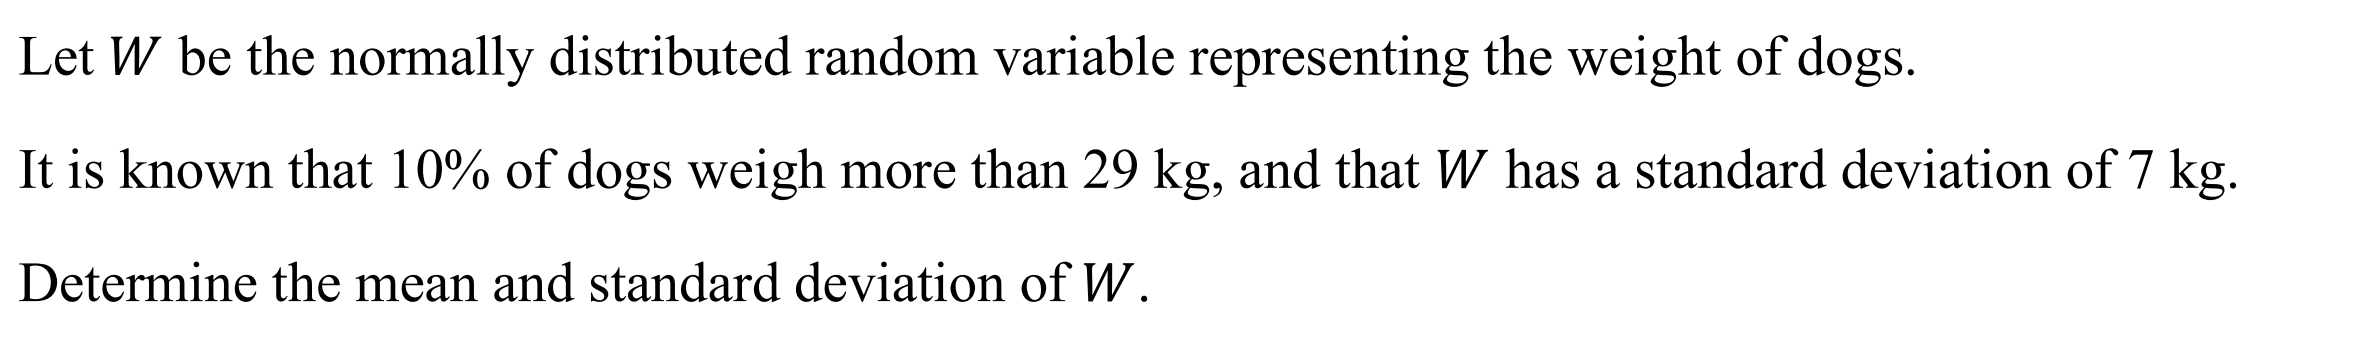 Let W be the normally distributed random variable representing the weight of dogs.
It is known that 10% of dogs weigh more than 29 kg, and that W has a standard deviation of 7 kg.
Determine the mean and standard deviation of W.